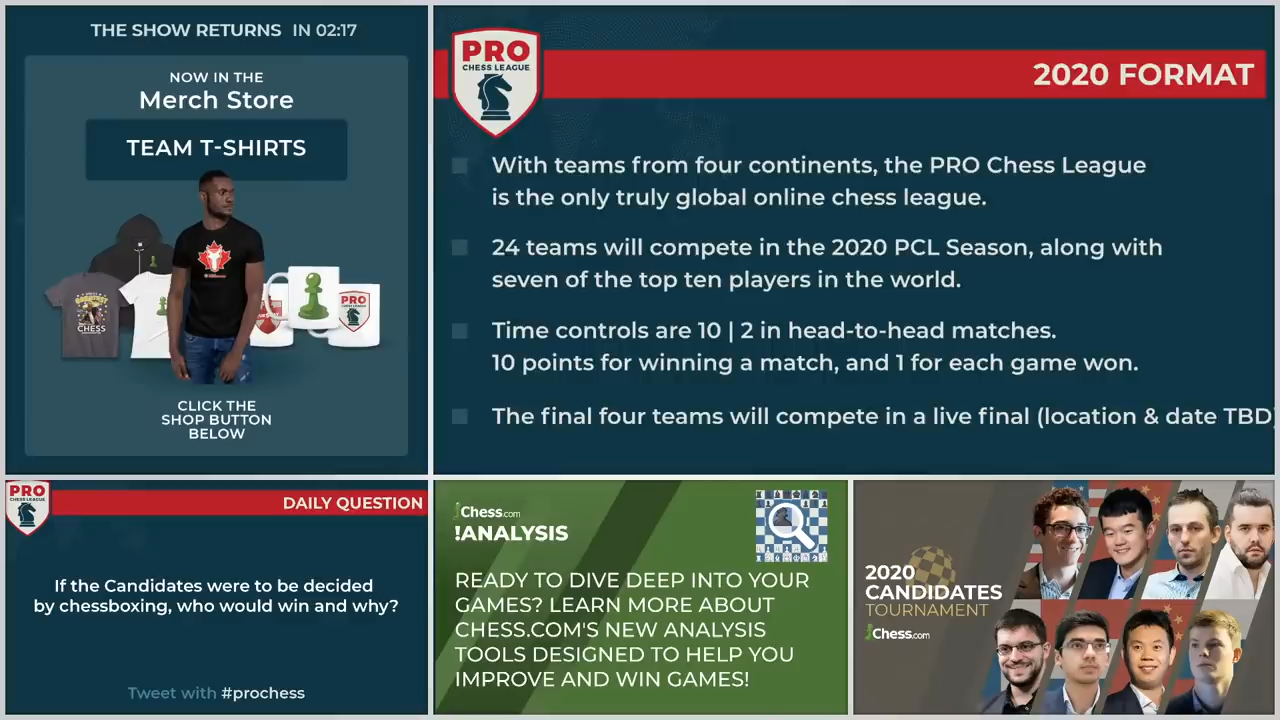 THE SHOW RETURNS IN 02:17
NOW IN THE
Merch Store
TEAM T-SHIRTS
CHESS
PRO
CLICK THE
SHOP BUTTON
BELOW
PRO
CHESS LEAGUE
2020 FORMAT
With teams from four continents, the PRO Chess League
is the only truly global online chess league.
24 teams will compete in the 2020 PCL Season, along with
seven of the top ten players in the world.
Time controls are 10 | 2 in head-to-head matches.
10 points for winning a match, and 1 for each game won.
The final four teams will compete in a live final (location & date TBD)
PRO
CHESS LEAGUE
DAILY QUESTION
If the Candidates were to be decided
by chessboxing, who would win and why?
Tweet with #prochess
Chess.com
!ANALYSIS
READY TO DIVE DEEP INTO YOUR
GAMES? LEARN MORE ABOUT
CHESS.COM'S NEW ANALYSIS
TOOLS DESIGNED TO HELP YOU
IMPROVE AND WIN GAMES!
2020
CANDIDATES
TOURNAMENT
Chess.com